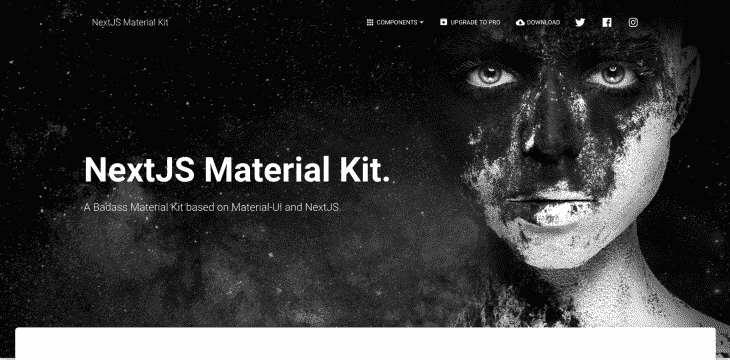 NextJS Material Kit
COMPONENTS
UPGRADE TO PRO
DOWNLOAD
NextJS Material Kit.
A Badass Material Kit based on Material-UI and NextJS.